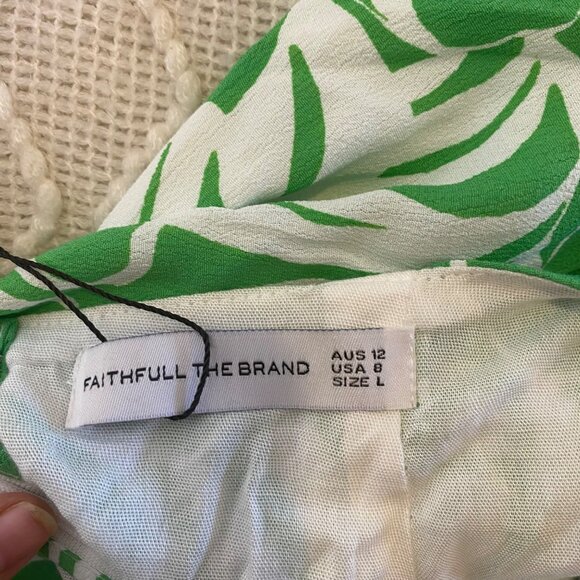 FAITHFULL THE BRAND
AUS 12
USA 8
SIZE L